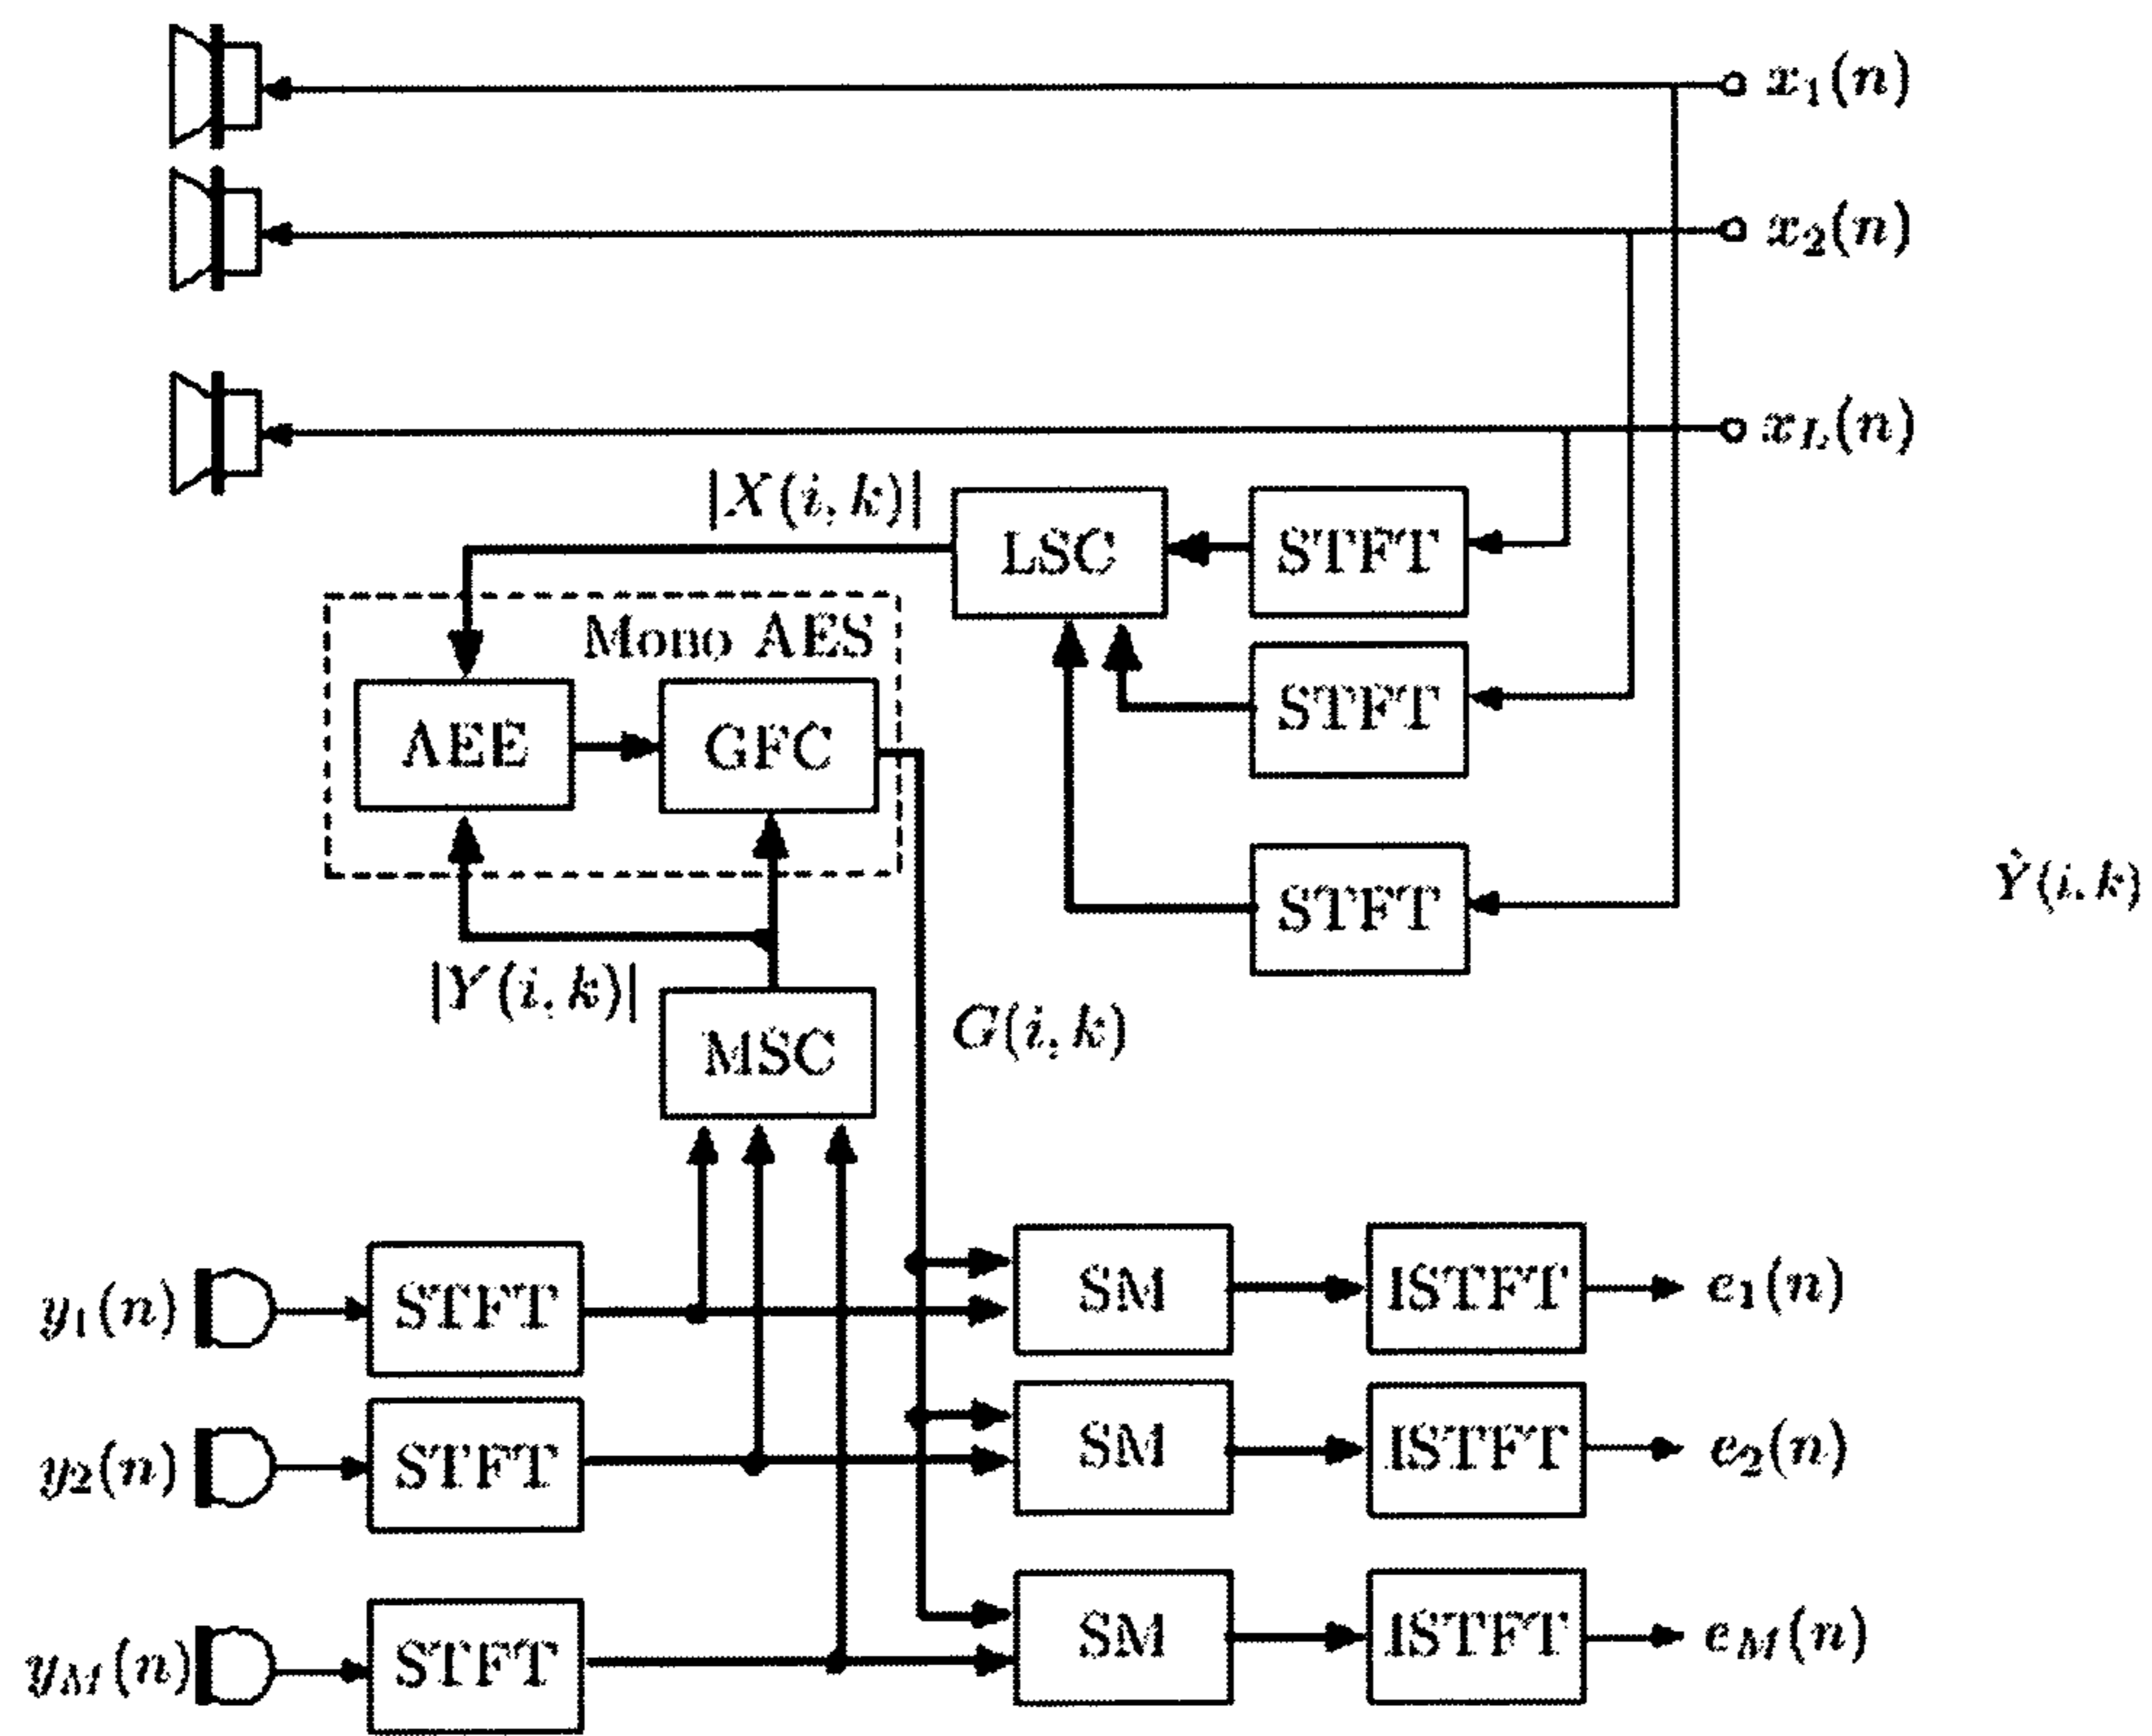 x₁(n)
x₂(n)
x_L(n)
|X(i, k)|
LSC
STFT
Mono AES
STFT
AEE
GFC
STFT
Ŷ(i, k)
|Y(i, k)|
G(i, k)
MSC
y₁(n)
STFT
SM
ISTFT
e₁(n)
y₂(n)
STFT
SM
ISTFT
e₂(n)
y_M(n)
STFT
SM
ISTFT
e_M(n)